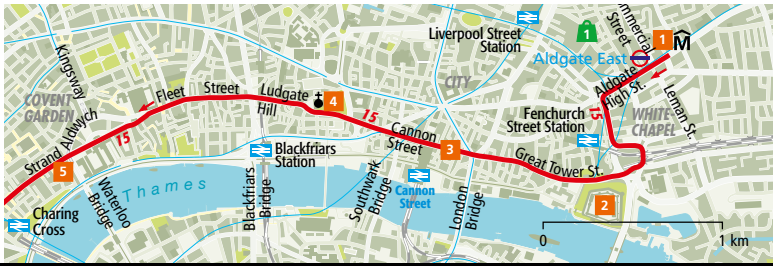 Liverpool Street
Station
1
mmercial
Street
1
M
Aldgate East
Aldgate
High St.
Kingsway
COVENT-
GARDEN
Fleet
Street
Ludgate
Hill
4
CITY
15
15
Fenchurch
Street Station
WHITE-
CHAPEL
Leman St.
Strand
Aldwych
15
5
Blackfriars
Station
Cannon
Street
3
Great Tower St.
Thames
Waterloo
Bridge
Blackfriars
Bridge
Southwark
Bridge
Cannon
Street
London
Bridge
2
Charing
Cross
0
1 km